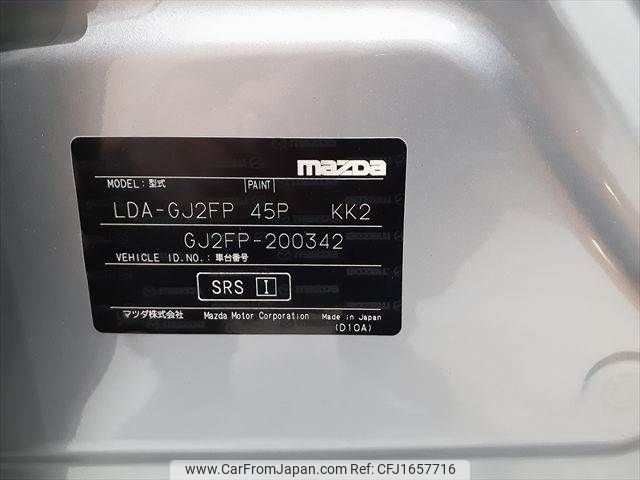 mazda
MODEL: 型式 PAINT
LDA-GJ2FP 45P KK2
GJ2FP-200342
VEHICLE ID.NO.: 車台番号
SRS I
マツダ株式会社 Mazda Motor Corporation Made in Japan
(D10A)
www.CarFromJapan.com © CarFromJapan - CFJ1657716